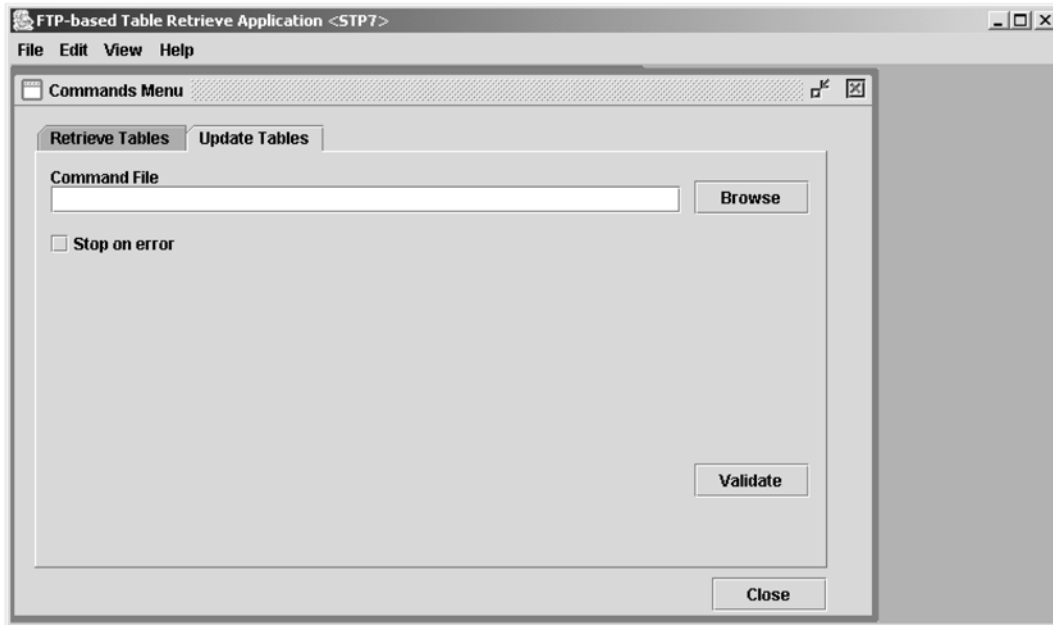 FTP-based Table Retrieve Application <STP7>
File Edit View Help
Commands Menu
Retrieve Tables Update Tables
Command File
Browse
Stop on error
Validate
Close